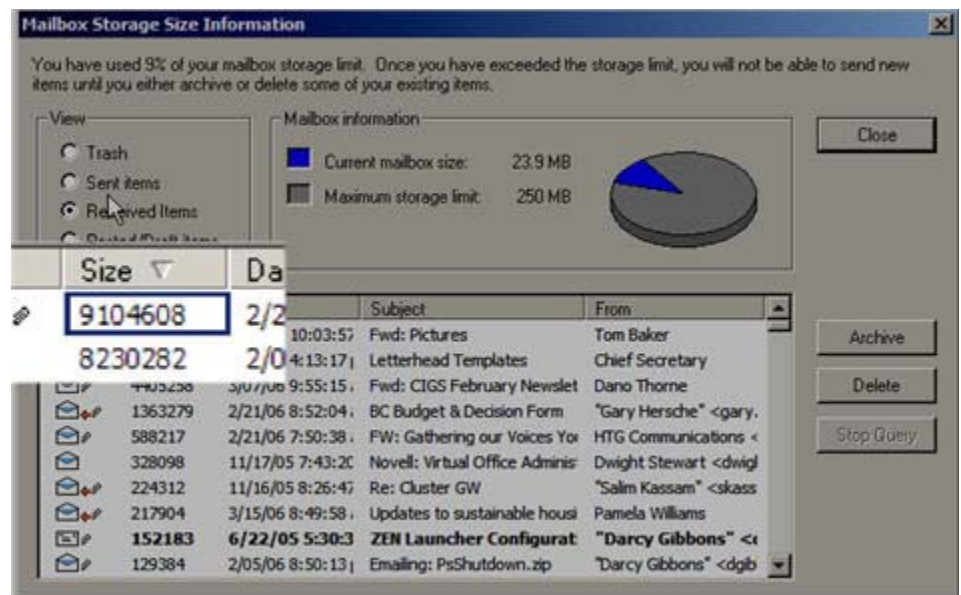 Mailbox Storage Size Information
You have used 9% of your mailbox storage limit. Once you have exceeded the storage limit, you will not be able to send new
items until you either archive or delete some of your existing items.
View
Trash
Sent items
Received Items
Mailbox information
Current mailbox size: 23.9 MB
Maximum storage limit: 250 MB
Close
Size Da
9104608 2/2
8230282 2/0
Subject From
10:03:57 Fwd: Pictures Tom Baker
4:13:17 Letterhead Templates Chief Secretary
4405258 3/07/06 9:55:15 Fwd: CIGS February Newslet Dano Thorne
1363279 2/21/06 8:52:04 BC Budget & Decision Form "Gary Hersche" <gary.
588217 2/21/06 7:50:38 FW: Gathering our Voices You HTG Communications <
328098 11/17/05 7:43:20 Novell: Virtual Office Adminis Dwight Stewart <dwigl
224312 11/16/05 8:26:47 Re: Cluster GW "Salim Kassam" <skass
217904 3/15/06 8:49:58 Updates to sustainable housi Pamela Williams
152183 6/22/05 5:30:3 ZEN Launcher Configurat "Darcy Gibbons" <
129384 2/05/06 8:50:13 Emailing: PsShutdown.zip "Darcy Gibbons" <dgib
Archive
Delete
Stop Query